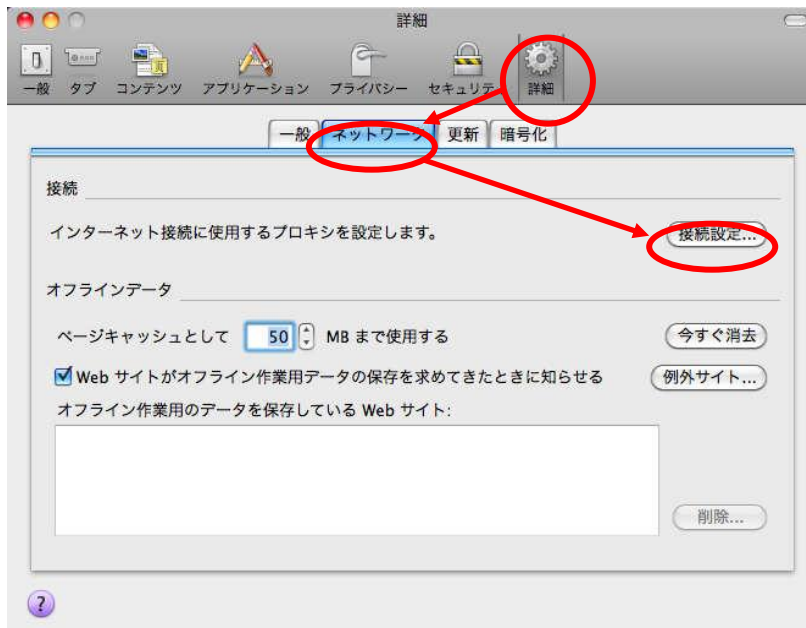 詳細
一般 タブ コンテンツ アプリケーション プライバシー セキュリティ 詳細
一般 ネットワーク 更新 暗号化
接続
インターネット接続に使用するプロキシを設定します。 接続設定...
オフラインデータ
ページキャッシュとして 50 MB まで使用する 今すぐ消去
Web サイトがオフライン作業用データの保存を求めてきたときに知らせる 例外サイト...
オフライン作業用のデータを保存している Web サイト:
削除...
?